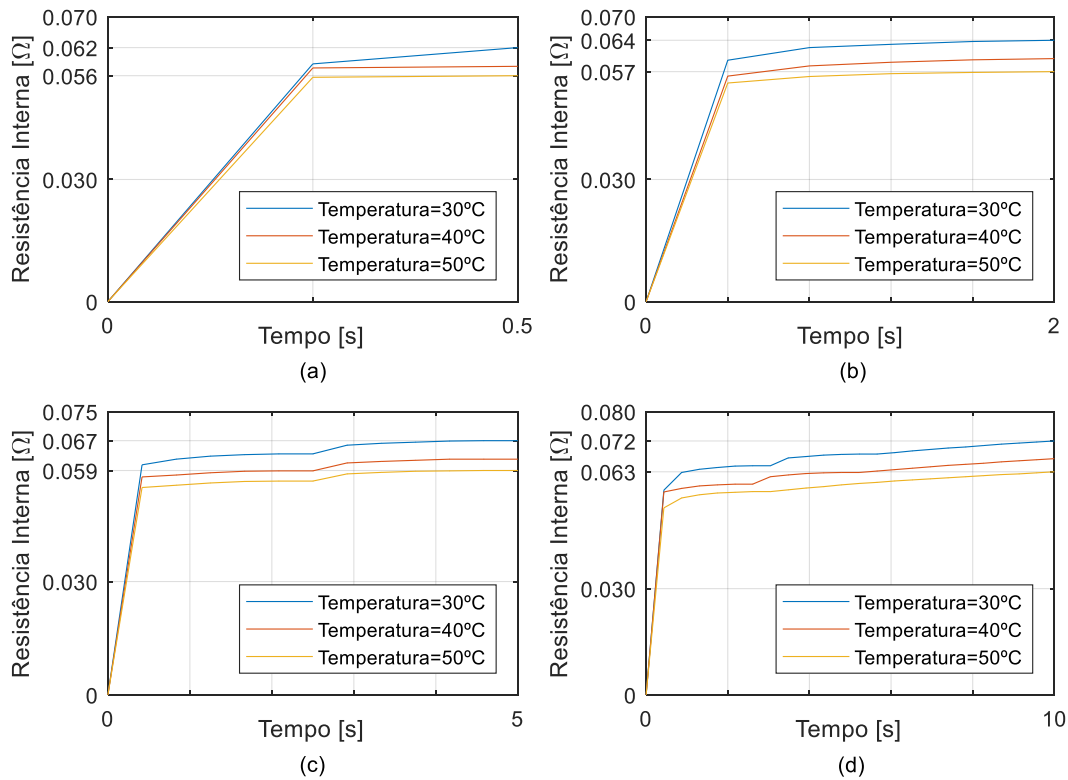 0.070
0.062
0.056
0.030
0
Resistência Interna [Ω]
Temperatura=30ºC
Temperatura=40ºC
Temperatura=50ºC
0
0.5
Tempo [s]
(a)
0.070
0.064
0.057
0.030
0
Resistência Interna [Ω]
Temperatura=30ºC
Temperatura=40ºC
Temperatura=50ºC
0
2
Tempo [s]
(b)
0.075
0.067
0.059
0.030
0
Resistência Interna [Ω]
Temperatura=30ºC
Temperatura=40ºC
Temperatura=50ºC
0
5
Tempo [s]
(c)
0.080
0.072
0.063
0.030
0
Resistência Interna [Ω]
Temperatura=30ºC
Temperatura=40ºC
Temperatura=50ºC
0
10
Tempo [s]
(d)